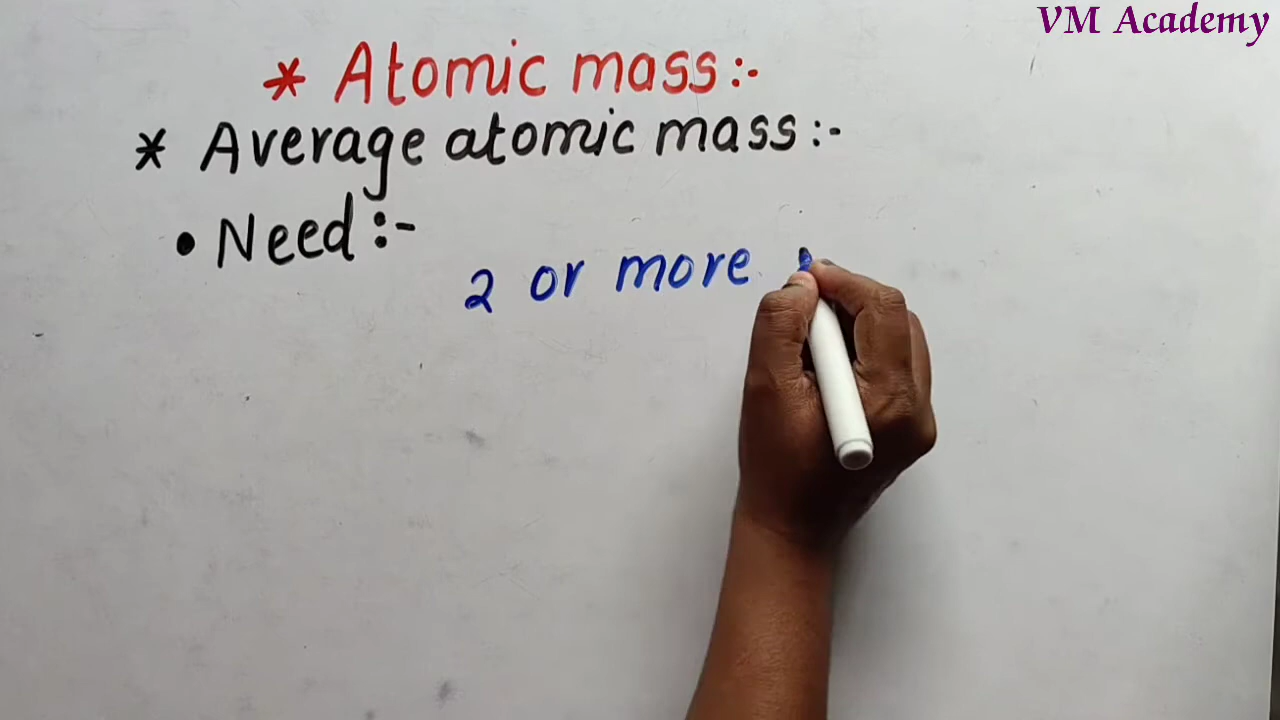 VM Academy
* Atomic mass :-
* Average atomic mass :-
• Need :-
2 or more